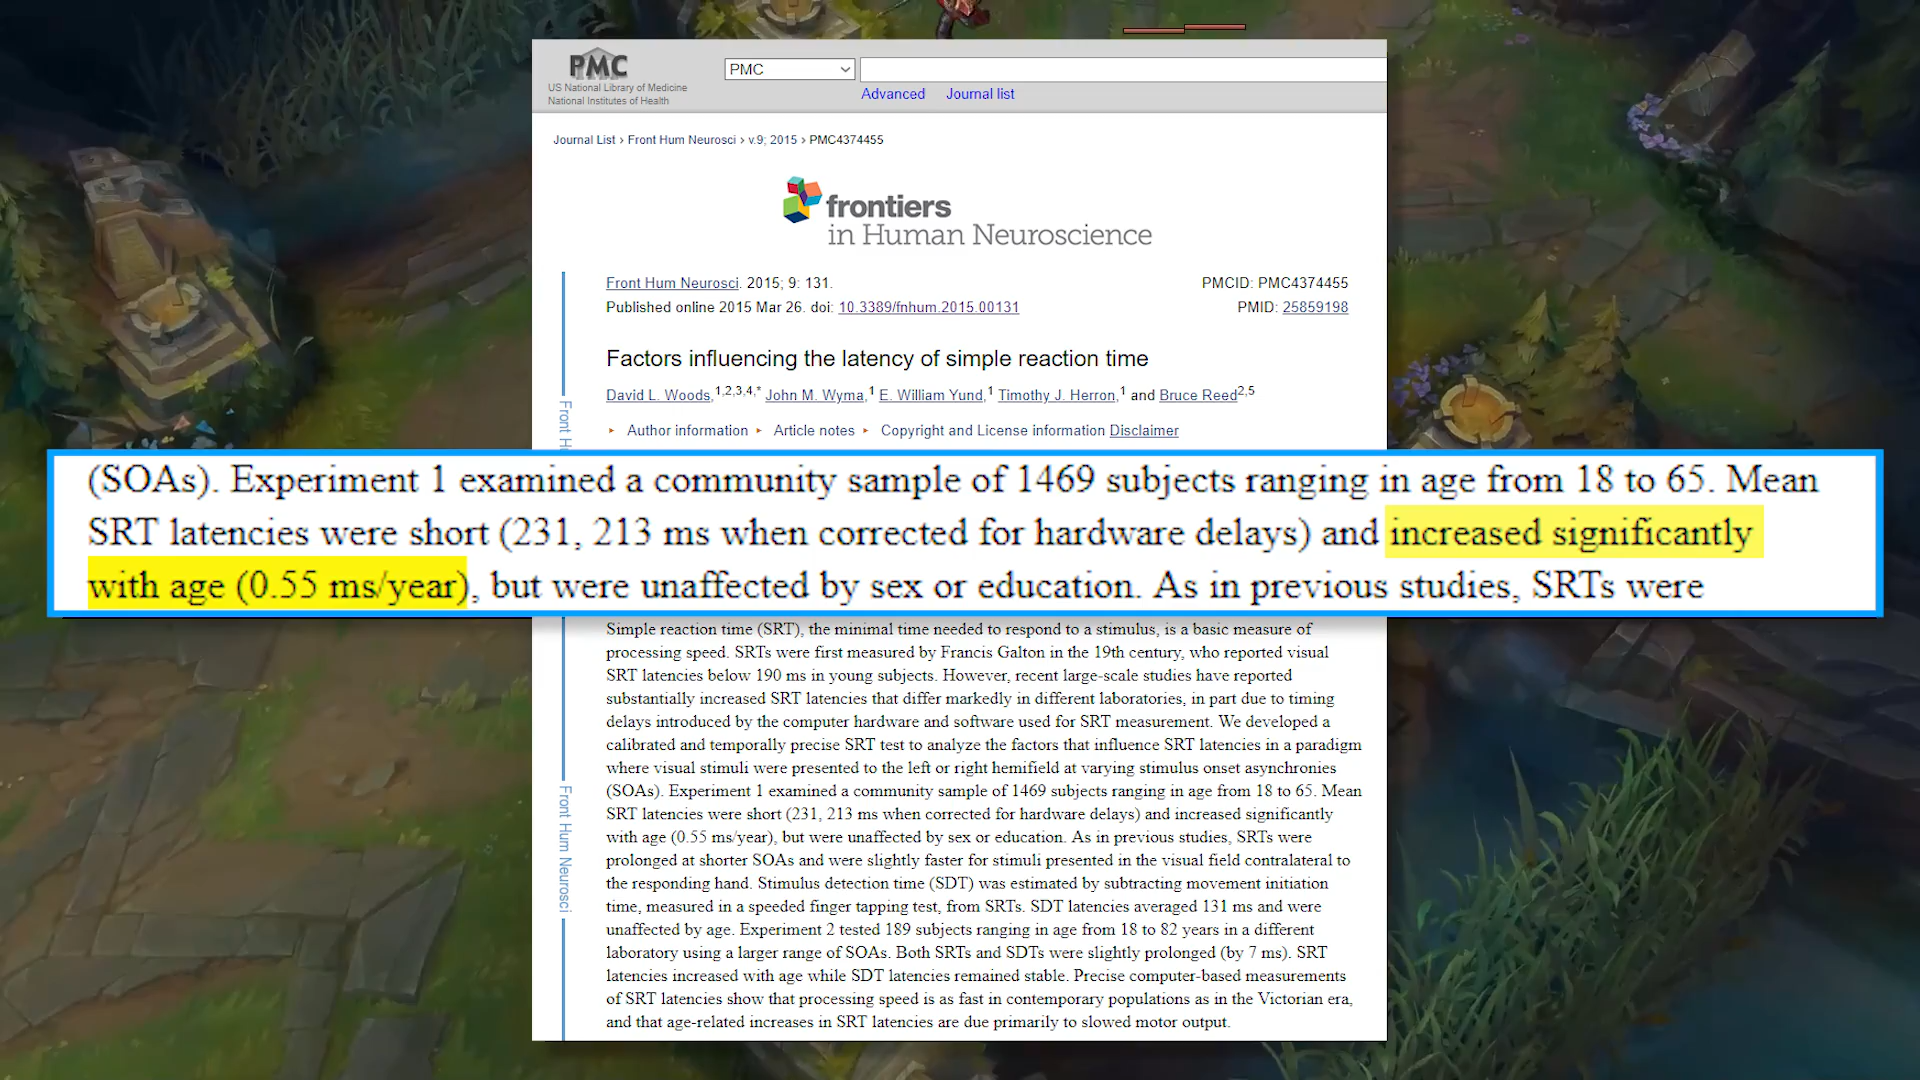 PMC
US National Library of Medicine
National Institutes of Health
PMC
Advanced Journal list
Journal List › Front Hum Neurosci › v.9; 2015 › PMC4374455
frontiers
in Human Neuroscience
Front Hum Neurosci. 2015; 9: 131. PMCID: PMC4374455
Published online 2015 Mar 26. doi: 10.3389/fnhum.2015.00131 PMID: 25859198
Factors influencing the latency of simple reaction time
David L. Woods,1,2,3,4,* John M. Wyma,1 E. William Yund,1 Timothy J. Herron,1 and Bruce Reed2,5
▸ Author information ▸ Article notes ▸ Copyright and License information Disclaimer
(SOAs). Experiment 1 examined a community sample of 1469 subjects ranging in age from 18 to 65. Mean
SRT latencies were short (231, 213 ms when corrected for hardware delays) and increased significantly
with age (0.55 ms/year), but were unaffected by sex or education. As in previous studies, SRTs were
Simple reaction time (SRT), the minimal time needed to respond to a stimulus, is a basic measure of
processing speed. SRTs were first measured by Francis Galton in the 19th century, who reported visual
SRT latencies below 190 ms in young subjects. However, recent large-scale studies have reported
substantially increased SRT latencies that differ markedly in different laboratories, in part due to timing
delays introduced by the computer hardware and software used for SRT measurement. We developed a
calibrated and temporally precise SRT test to analyze the factors that influence SRT latencies in a paradigm
where visual stimuli were presented to the left or right hemifield at varying stimulus onset asynchronies
(SOAs). Experiment 1 examined a community sample of 1469 subjects ranging in age from 18 to 65. Mean
SRT latencies were short (231, 213 ms when corrected for hardware delays) and increased significantly
with age (0.55 ms/year), but were unaffected by sex or education. As in previous studies, SRTs were
prolonged at shorter SOAs and were slightly faster for stimuli presented in the visual field contralateral to
the responding hand. Stimulus detection time (SDT) was estimated by subtracting movement initiation
time, measured in a speeded finger tapping test, from SRTs. SDT latencies averaged 131 ms and were
unaffected by age. Experiment 2 tested 189 subjects ranging in age from 18 to 82 years in a different
laboratory using a larger range of SOAs. Both SRTs and SDTs were slightly prolonged (by 7 ms). SRT
latencies increased with age while SDT latencies remained stable. Precise computer-based measurements
of SRT latencies show that processing speed is as fast in contemporary populations as in the Victorian era,
and that age-related increases in SRT latencies are due primarily to slowed motor output.
Front H
Front Hum Neurosci